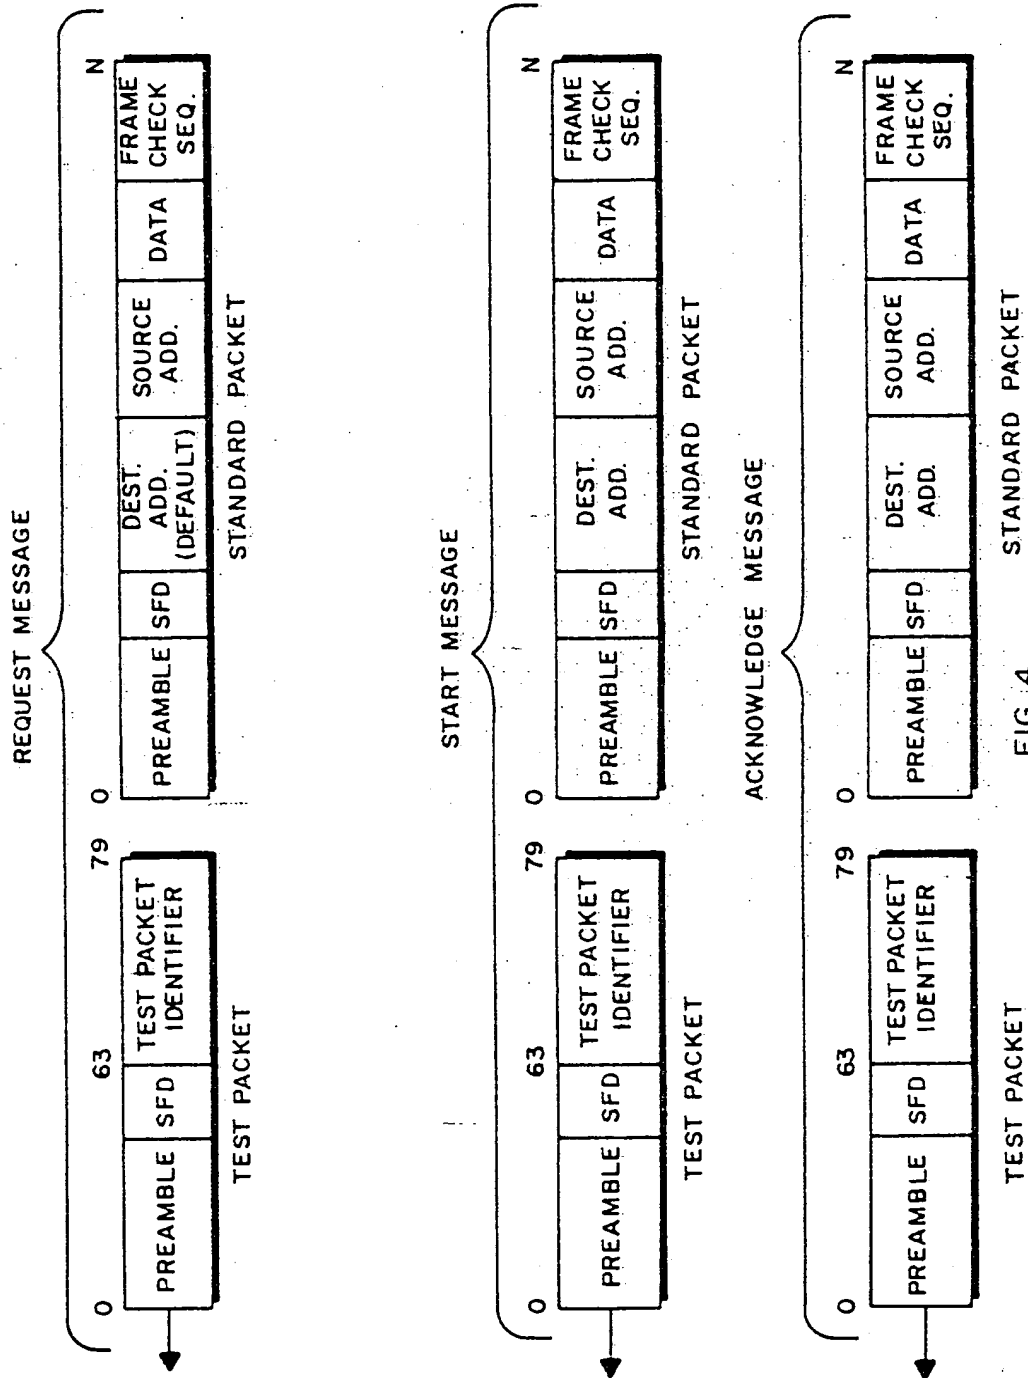 REQUEST MESSAGE
0
63
79
0
N
PREAMBLE
SFD
TEST PACKET
IDENTIFIER
PREAMBLE
SFD
DEST.
ADD.
(DEFAULT)
SOURCE
ADD.
DATA
FRAME
CHECK
SEQ.
TEST PACKET
STANDARD PACKET
START MESSAGE
0
63
79
0
N
PREAMBLE
SFD
TEST PACKET
IDENTIFIER
PREAMBLE
SFD
DEST.
ADD.
SOURCE
ADD.
DATA
FRAME
CHECK
SEQ.
TEST PACKET
STANDARD PACKET
ACKNOWLEDGE MESSAGE
0
63
79
0
N
PREAMBLE
SFD
TEST PACKET
IDENTIFIER
PREAMBLE
SFD
DEST.
ADD.
SOURCE
ADD.
DATA
FRAME
CHECK
SEQ.
TEST PACKET
STANDARD PACKET
FIG. 4